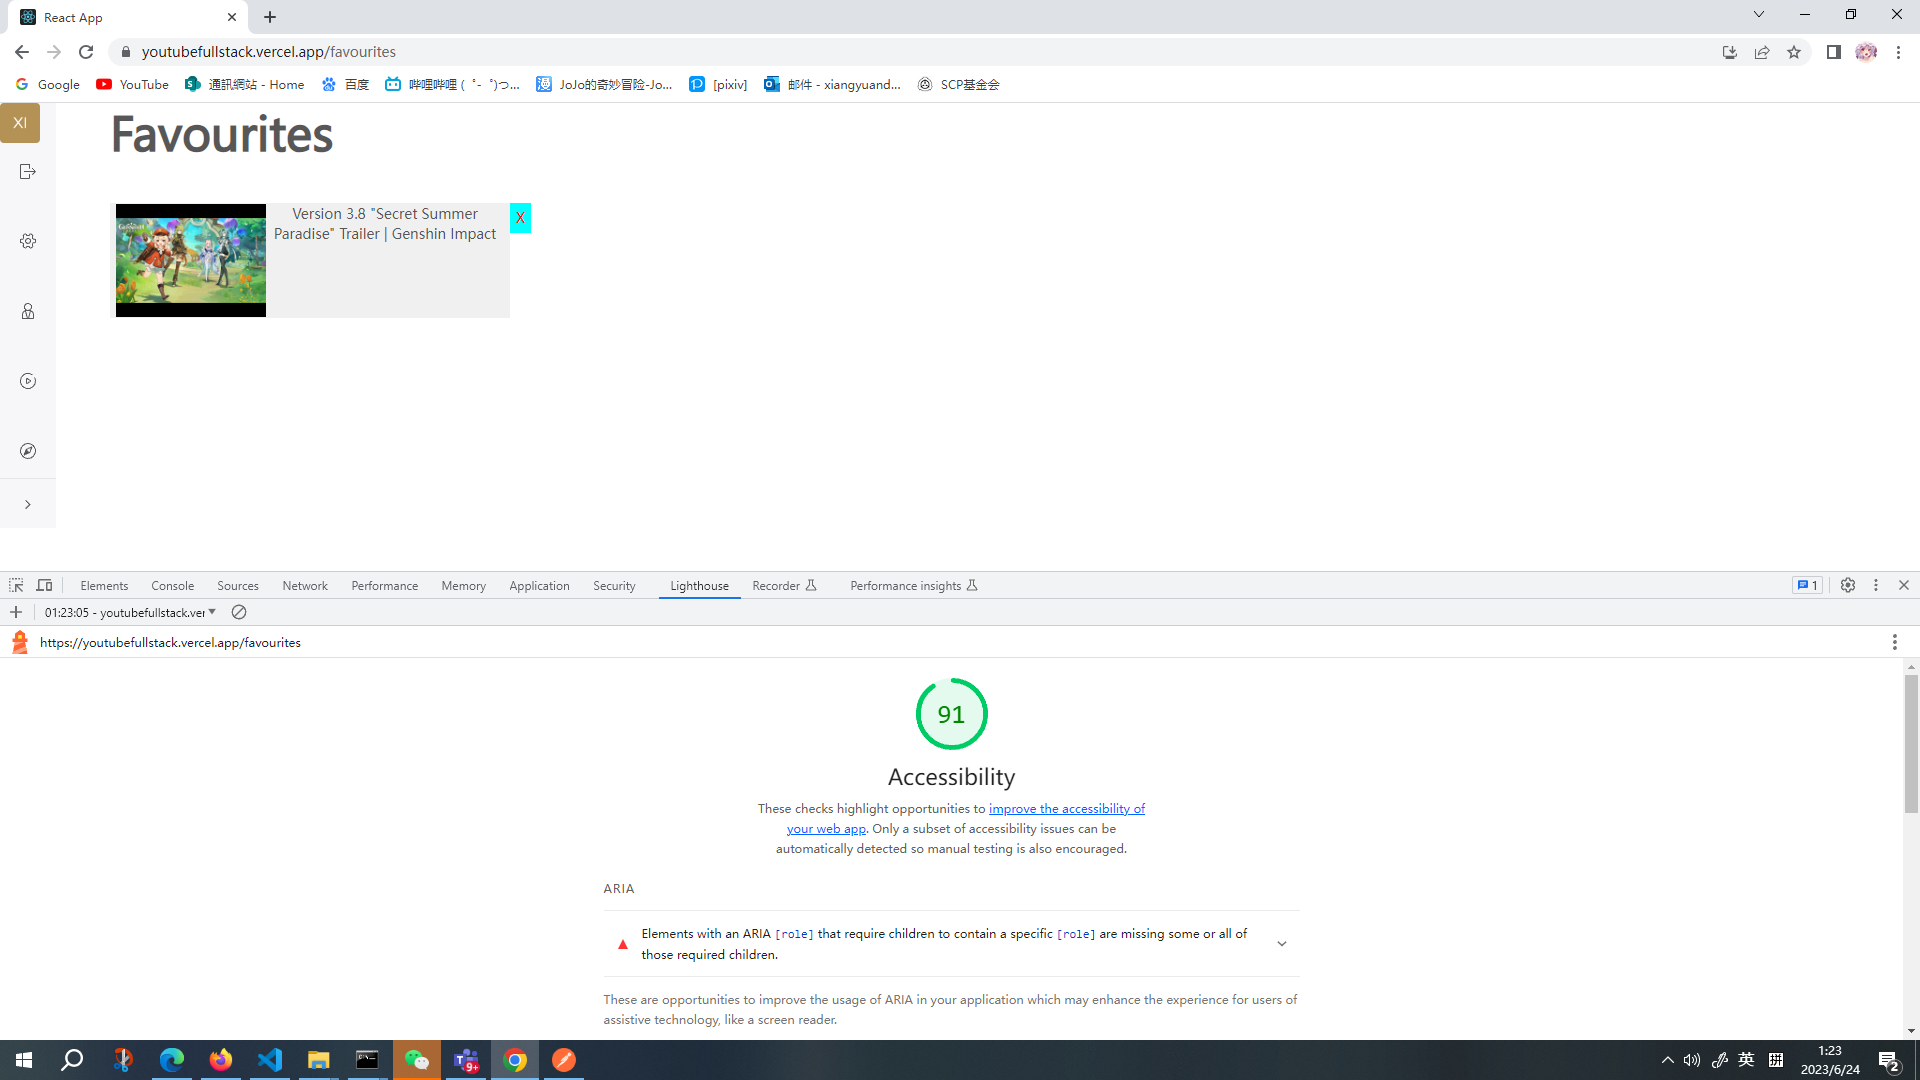 React App
youtubefullstack.vercel.app/favourites
Google
YouTube
通訊網站 - Home
百度
哔哩哔哩 ( ゜- ゜)つ...
JoJo的奇妙冒险-Jo...
[pixiv]
邮件 - xiangyuand...
SCP基金会
XI
Favourites
Version 3.8 "Secret Summer
Paradise" Trailer | Genshin Impact
X
Elements
Console
Sources
Network
Performance
Memory
Application
Security
Lighthouse
Recorder
Performance insights
1
01:23:05 - youtubefullstack.ver
https://youtubefullstack.vercel.app/favourites
91
Accessibility
These checks highlight opportunities to improve the accessibility of
your web app. Only a subset of accessibility issues can be
automatically detected so manual testing is also encouraged.
ARIA
Elements with an ARIA [role] that require children to contain a specific [role] are missing some or all of
those required children.
These are opportunities to improve the usage of ARIA in your application which may enhance the experience for users of
assistive technology, like a screen reader.
9+
英
拼
1:23
2023/6/24
2